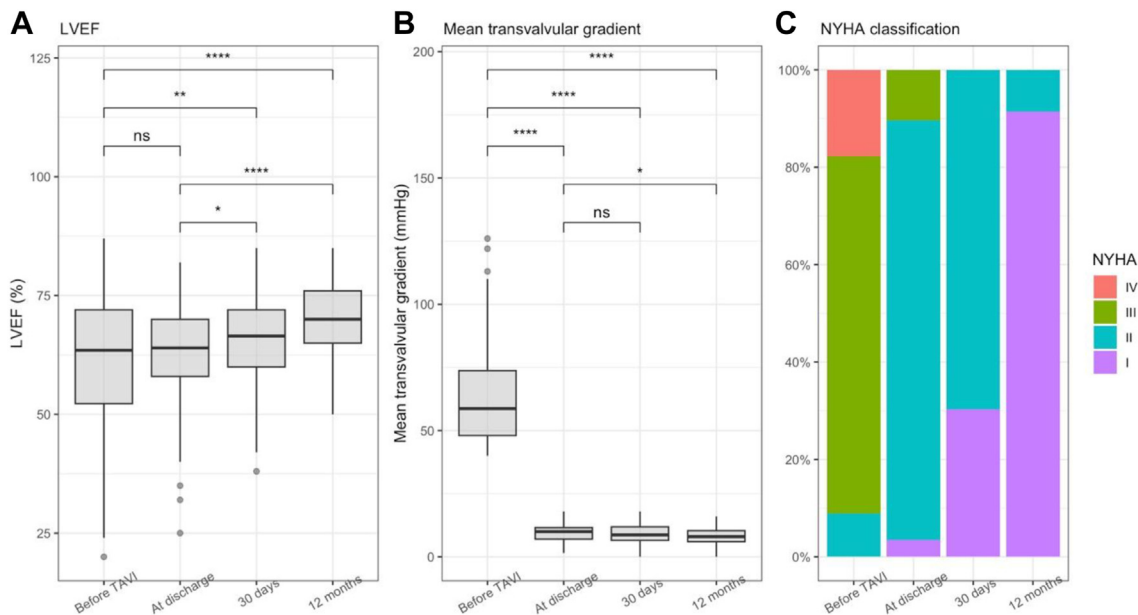 A LVEF
LVEF (%)
125
100
75
50
25
****
**
ns
****
*
Before TAVI
At discharge
30 days
12 months
B Mean transvalvular gradient
Mean transvalvular gradient (mmHg)
200
150
100
50
0
****
****
****
*
ns
Before TAVI
At discharge
30 days
12 months
C NYHA classification
100%
80%
60%
40%
20%
0%
Before TAVI
At discharge
30 days
12 months
NYHA
IV
III
II
I